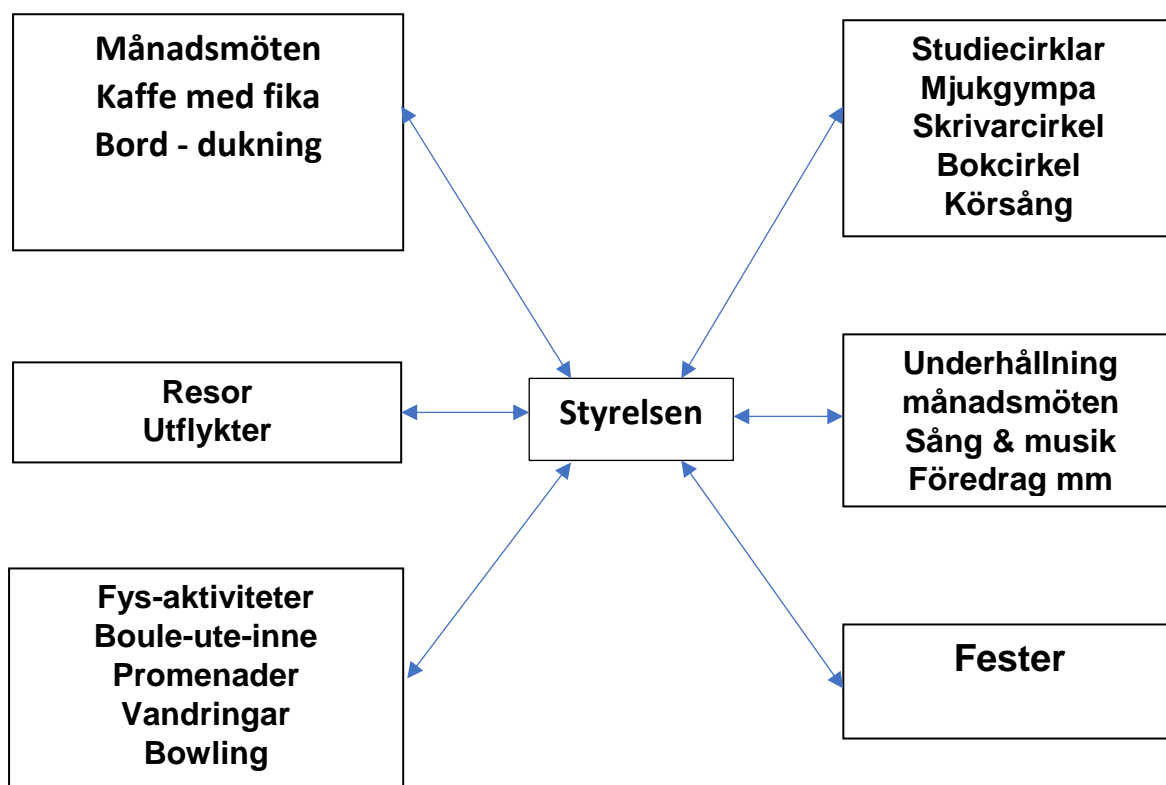 Månadsmöten
Kaffe med fika
Bord - dukning
Studiecirklar
Mjukgympa
Skrivarcirkel
Bokcirkel
Körsång
Resor
Utflykter
Styrelsen
Underhållning
månadsmöten
Sång & musik
Föredrag mm
Fys-aktiviteter
Boule-ute-inne
Promenader
Vandringar
Bowling
Fester